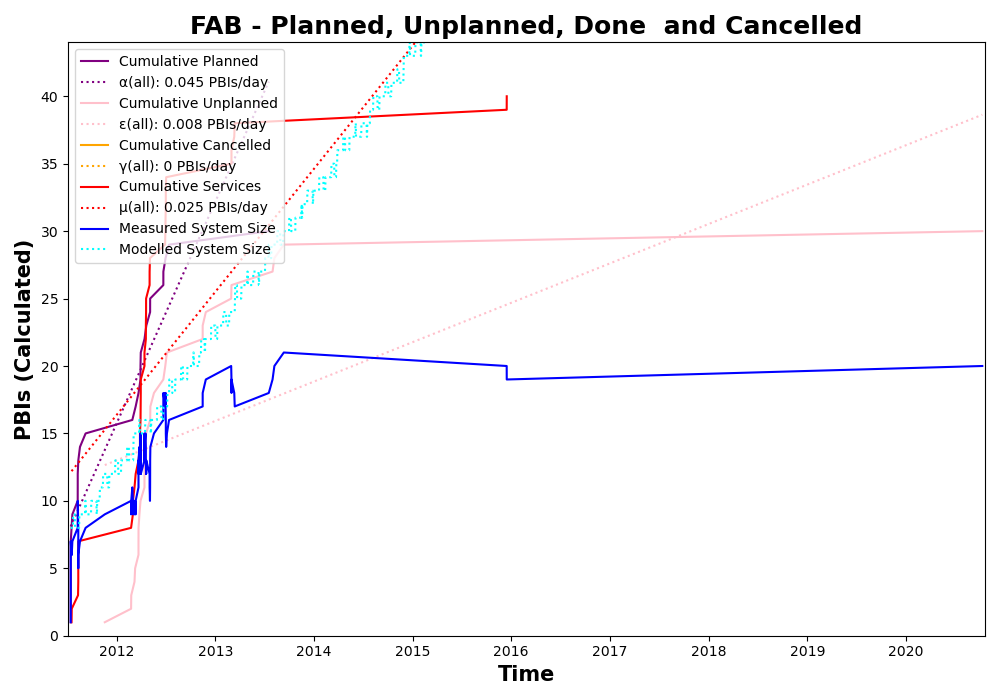 FAB - Planned, Unplanned, Done  and Cancelled
Cumulative Planned
α(all): 0.045 PBIs/day
Cumulative Unplanned
ε(all): 0.008 PBIs/day
Cumulative Cancelled
γ(all): 0 PBIs/day
Cumulative Services
μ(all): 0.025 PBIs/day
Measured System Size
Modelled System Size
PBIs (Calculated)
40
35
30
25
20
15
10
5
0
2012 2013 2014 2015 2016 2017 2018 2019 2020
Time